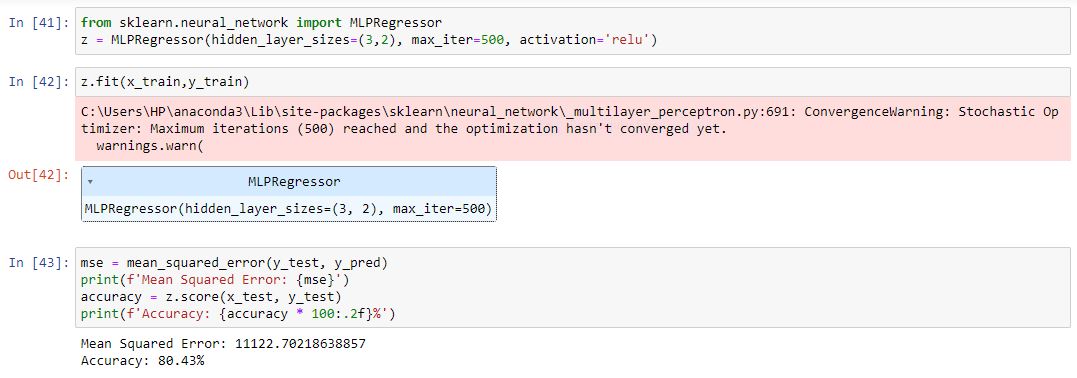 In [41]: from sklearn.neural_network import MLPRegressor
z = MLPRegressor(hidden_layer_sizes=(3,2), max_iter=500, activation='relu')
In [42]: z.fit(x_train,y_train)
C:\Users\HP\anaconda3\Lib\site-packages\sklearn\neural_network\_multilayer_perceptron.py:691: ConvergenceWarning: Stochastic Op
timizer: Maximum iterations (500) reached and the optimization hasn't converged yet.
warnings.warn(
Out[42]: ▾ MLPRegressor
MLPRegressor(hidden_layer_sizes=(3, 2), max_iter=500)
In [43]: mse = mean_squared_error(y_test, y_pred)
print(f'Mean Squared Error: {mse}')
accuracy = z.score(x_test, y_test)
print(f'Accuracy: {accuracy * 100:.2f}%')
Mean Squared Error: 11122.70218638857
Accuracy: 80.43%